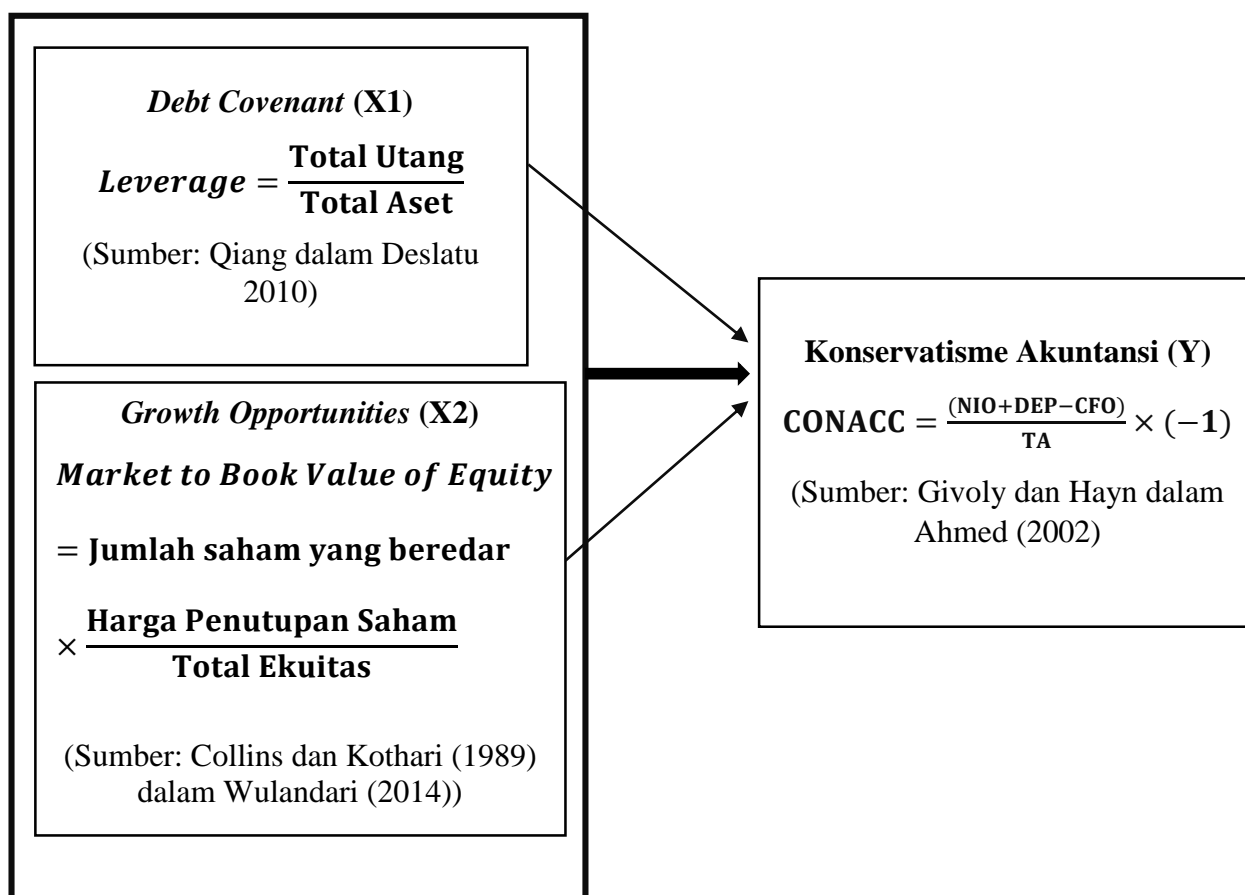 Debt Covenant (X1)
Leverage = Total Utang / Total Aset
(Sumber: Qiang dalam Deslatu
2010)
Growth Opportunities (X2)
Market to Book Value of Equity
= Jumlah saham yang beredar
× Harga Penutupan Saham / Total Ekuitas
(Sumber: Collins dan Kothari (1989)
dalam Wulandari (2014))
Konservatisme Akuntansi (Y)
CONACC = (NIO+DEP−CFO) / TA × (−1)
(Sumber: Givoly dan Hayn dalam
Ahmed (2002)